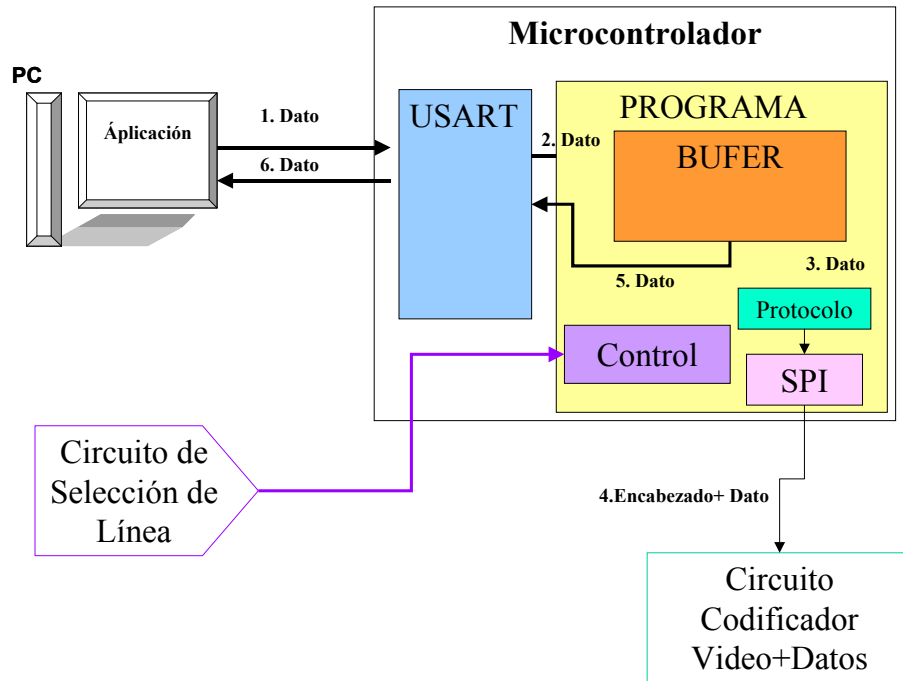 Microcontrolador
PC
Áplicación
1. Dato
6. Dato
USART
2. Dato
PROGRAMA
BUFER
5. Dato
3. Dato
Protocolo
Control
SPI
Circuito de
Selección de
Línea
4.Encabezado+ Dato
Circuito
Codificador
Video+Datos